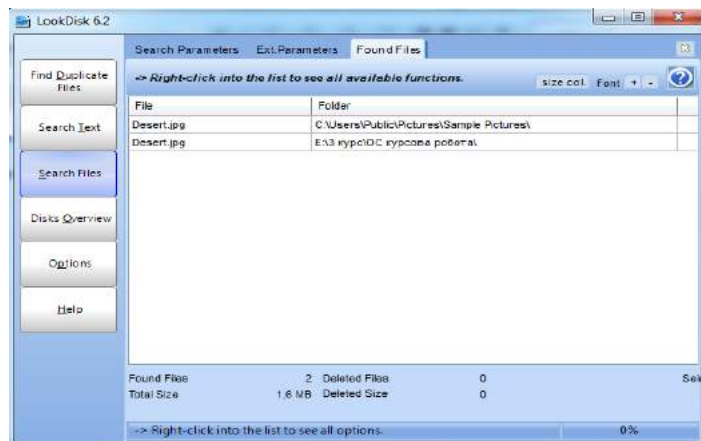 LookDisk 6.2
Search Parameters Ext.Parameters Found Files
-> Right-click into the list to see all available functions. size col. Font + - ?
Find Duplicate
Files
Search Text
Search Files
Disks Overview
Options
Help
File Folder
Desert.jpg C:\Users\Public\Pictures\Sample Pictures\
Desert.jpg E:\3 курс\ОС курсова робота\
Found Files 2 Deleted Files 0
Total Size 1,6 MB Deleted Size 0
-> Right-click into the list to see all options. 0%